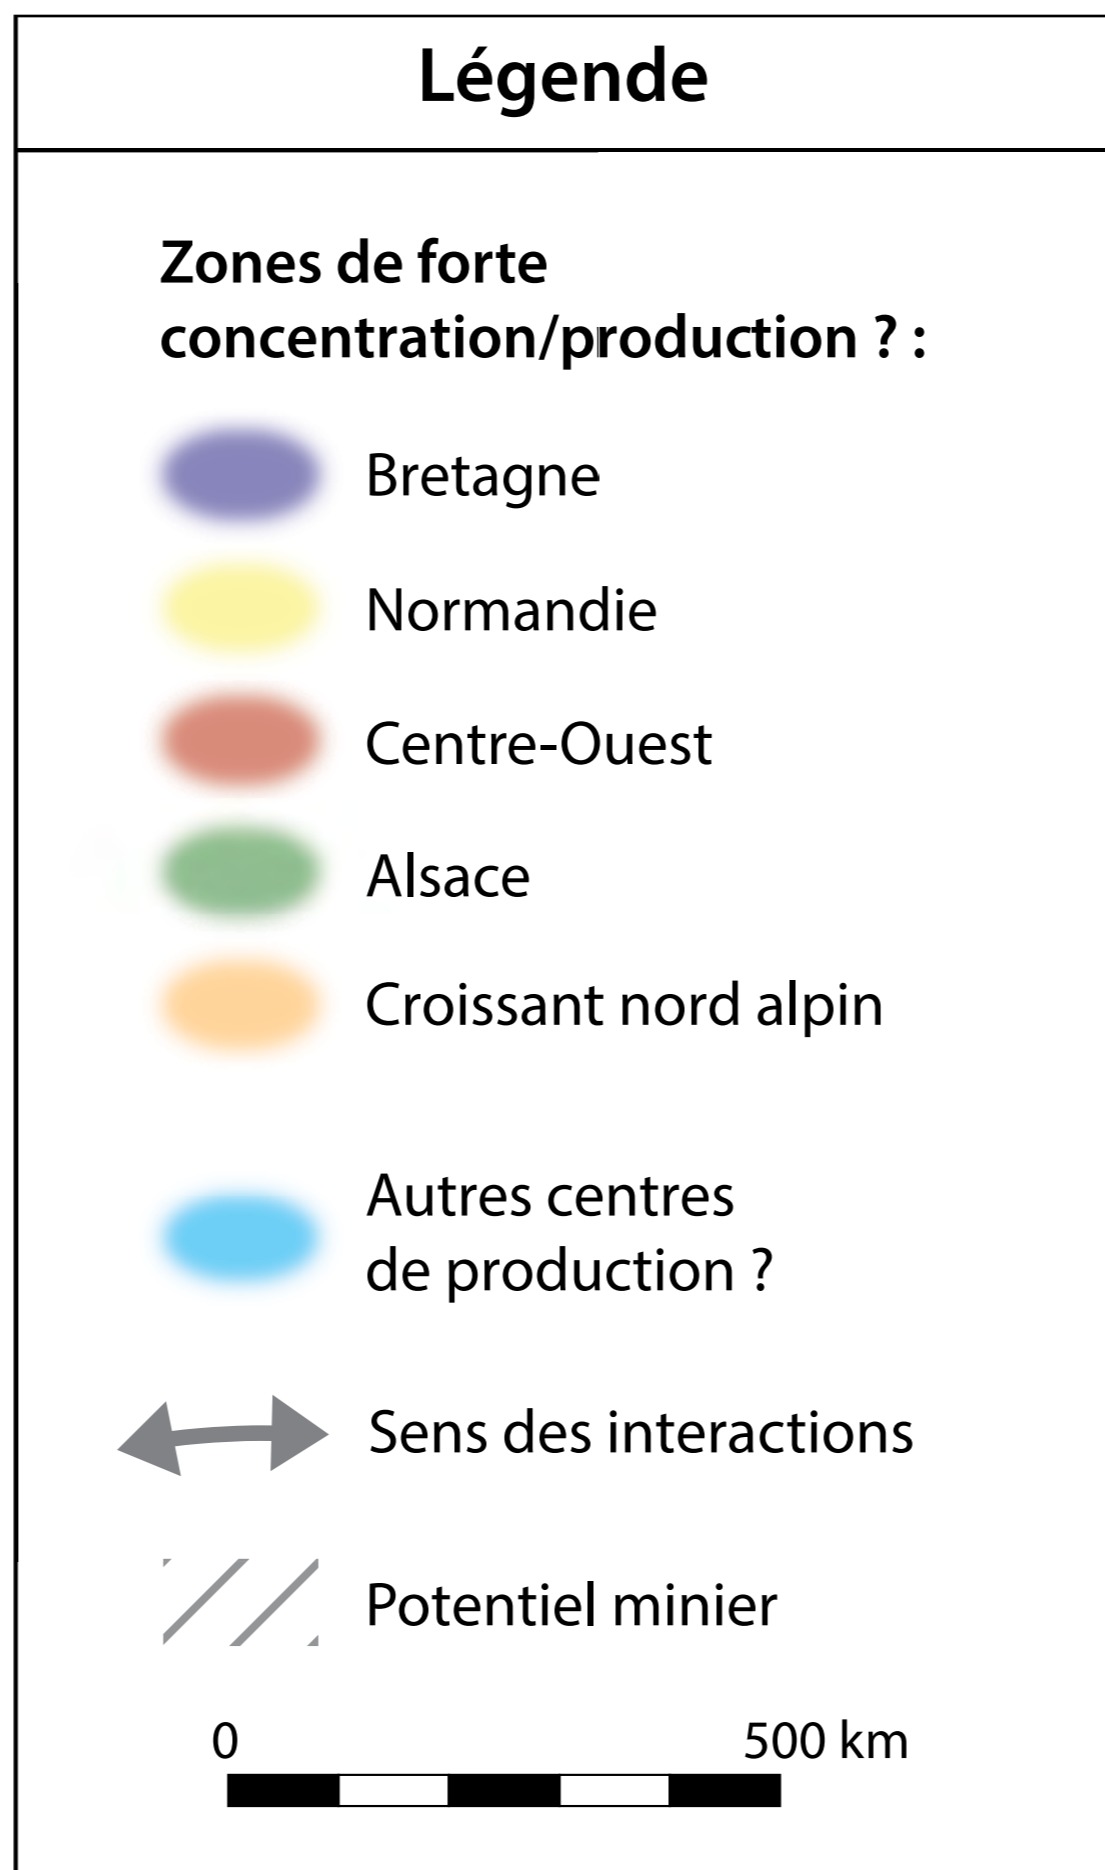 Légende
Zones de forte
concentration/production ? :
Bretagne
Normandie
Centre-Ouest
Alsace
Croissant nord alpin
Autres centres
de production ?
Sens des interactions
Potentiel minier
0 500 km